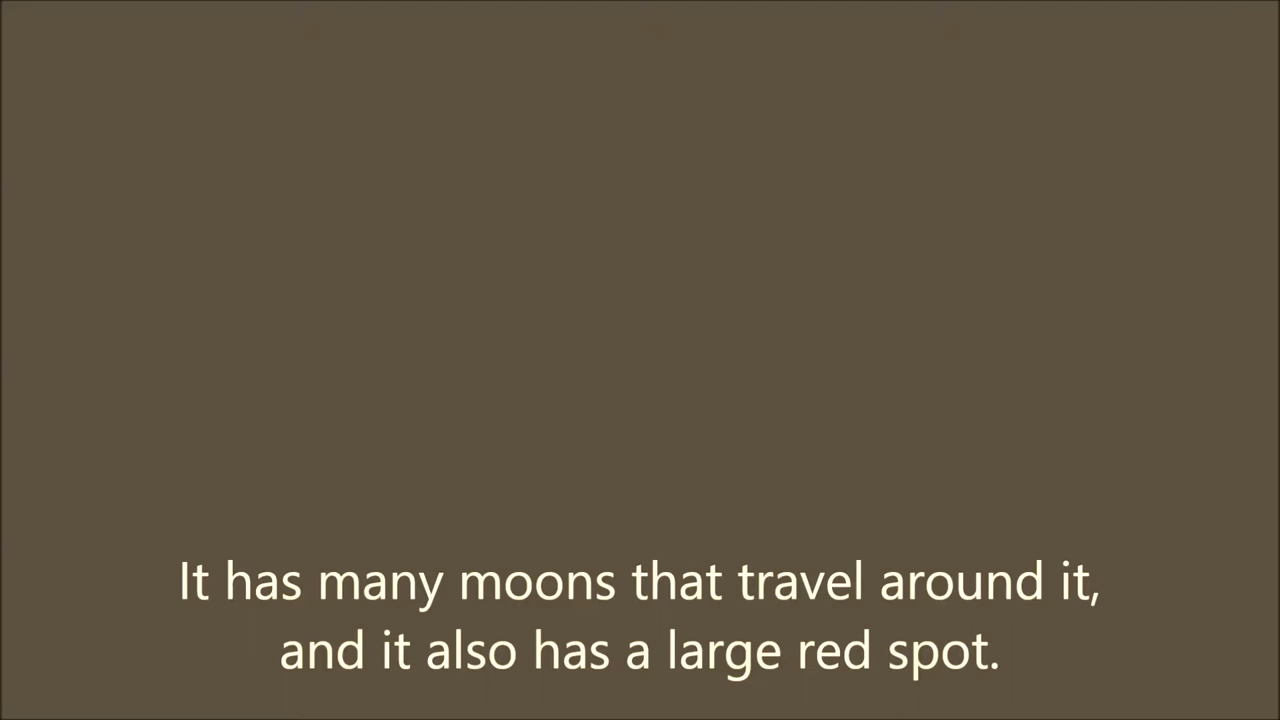 It has many moons that travel around it,
and it also has a large red spot.